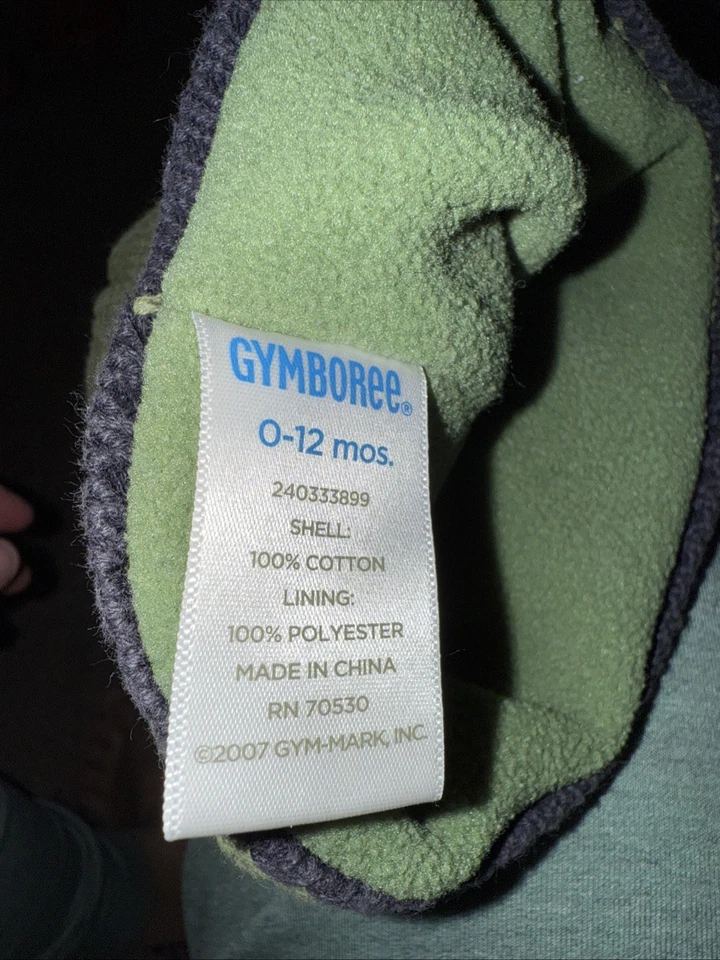 GYMBOREE®
0-12 mos.
240333899
SHELL:
100% COTTON
LINING:
100% POLYESTER
MADE IN CHINA
RN 70530
©2007 GYM-MARK, INC.